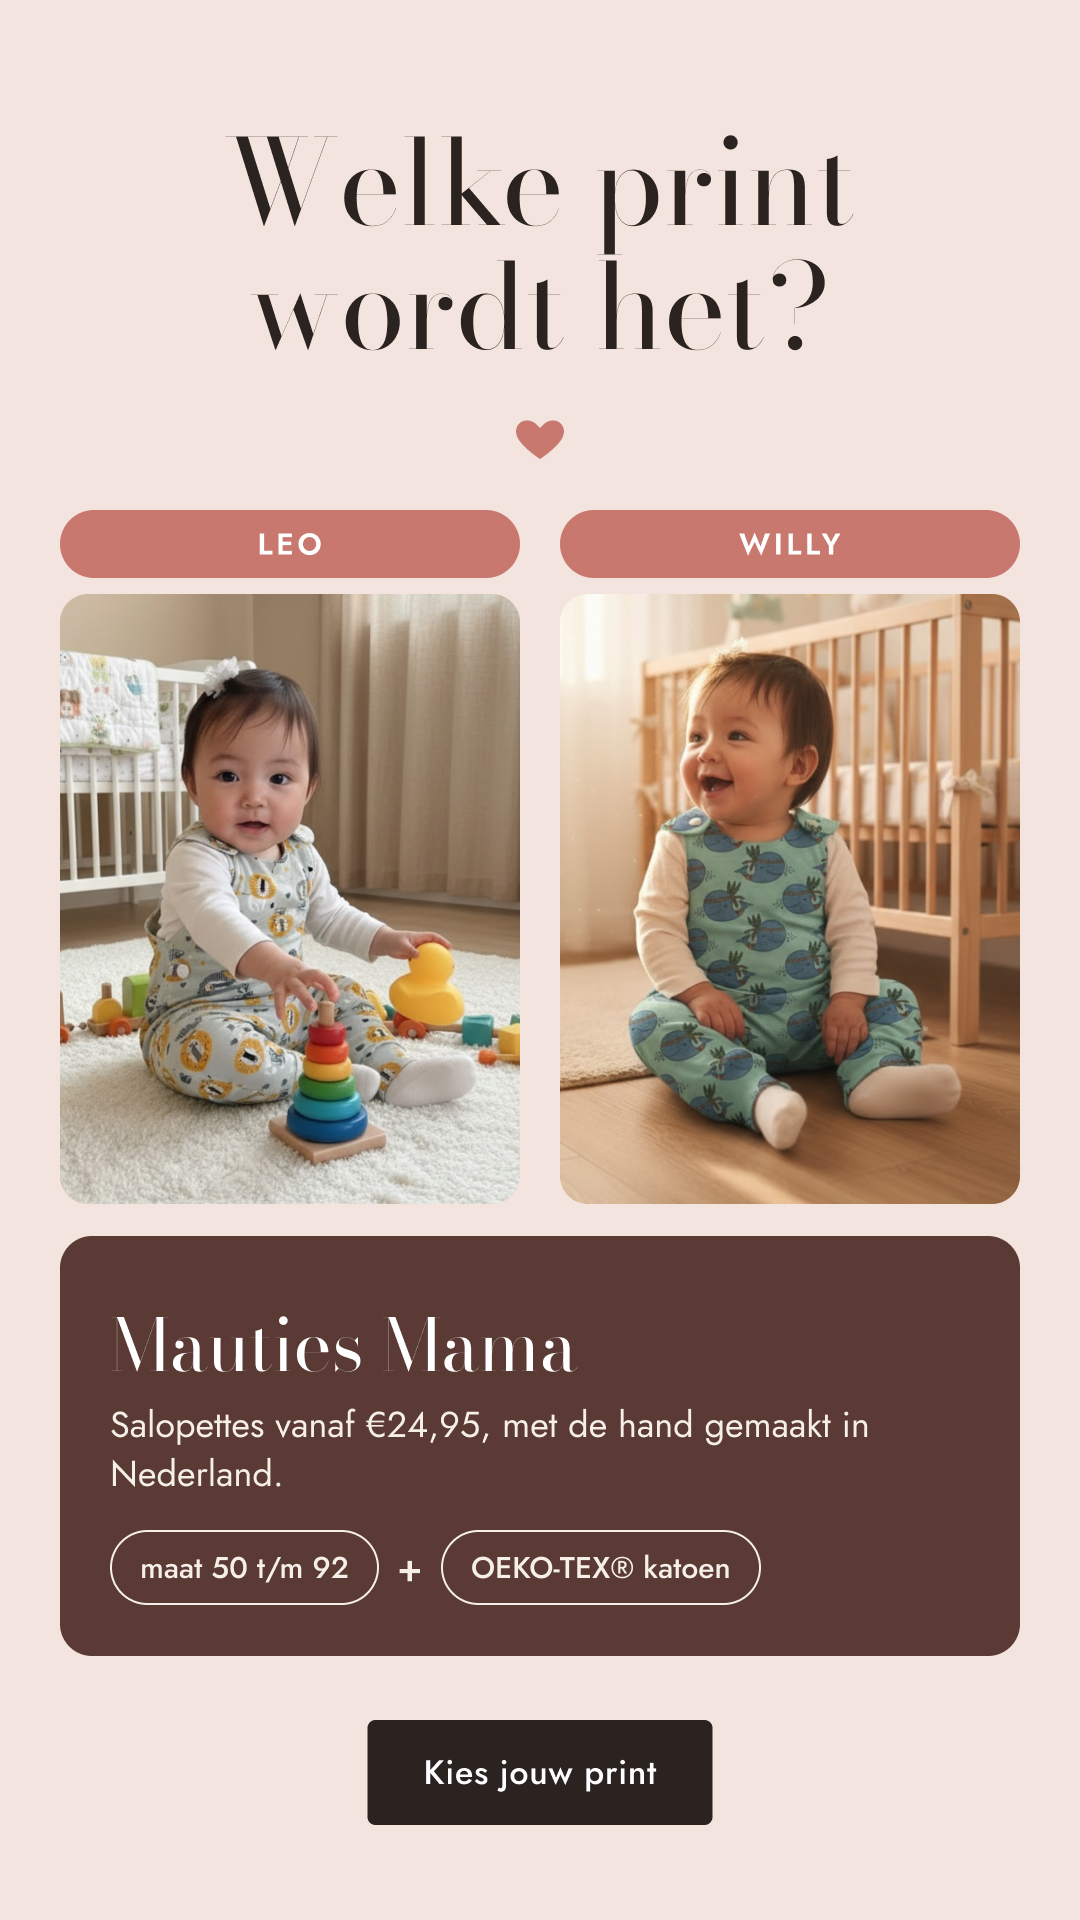 Welke print
wordt het?
LEO
WILLY
Mauties Mama
Salopettes vanaf €24,95, met de hand gemaakt in
Nederland.
maat 50 t/m 92 + OEKO-TEX® katoen
Kies jouw print